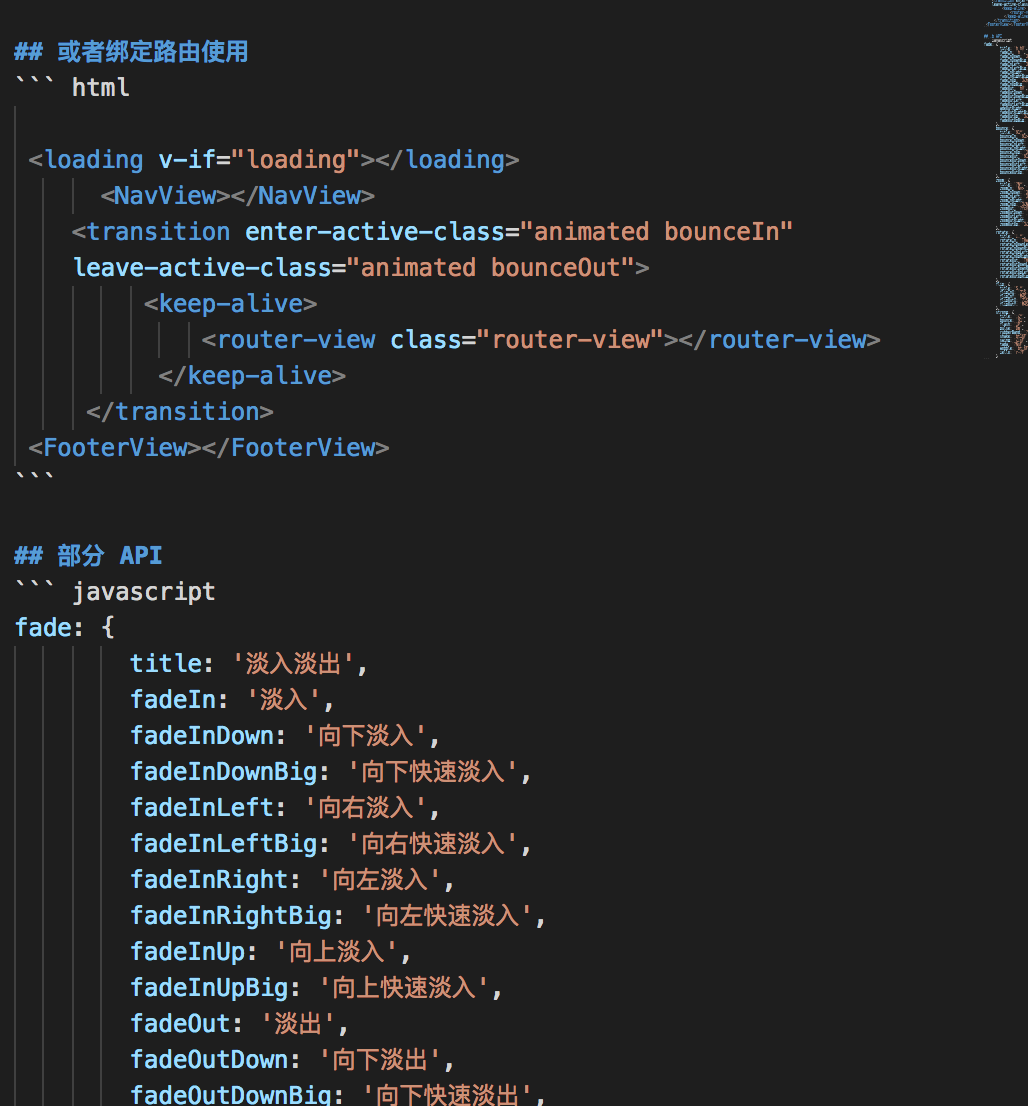 ## 或者绑定路由使用
``` html
<loading v-if="loading"></loading>
<NavView></NavView>
<transition enter-active-class="animated bounceIn"
leave-active-class="animated bounceOut">
<keep-alive>
<router-view class="router-view"></router-view>
</keep-alive>
</transition>
<FooterView></FooterView>
```
## 部分 API
``` javascript
fade: {
title: '淡入淡出',
fadeIn: '淡入',
fadeInDown: '向下淡入',
fadeInDownBig: '向下快速淡入',
fadeInLeft: '向右淡入',
fadeInLeftBig: '向右快速淡入',
fadeInRight: '向左淡入',
fadeInRightBig: '向左快速淡入',
fadeInUp: '向上淡入',
fadeInUpBig: '向上快速淡入',
fadeOut: '淡出',
fadeOutDown: '向下淡出',
fadeOutDownBig: '向下快速淡出',